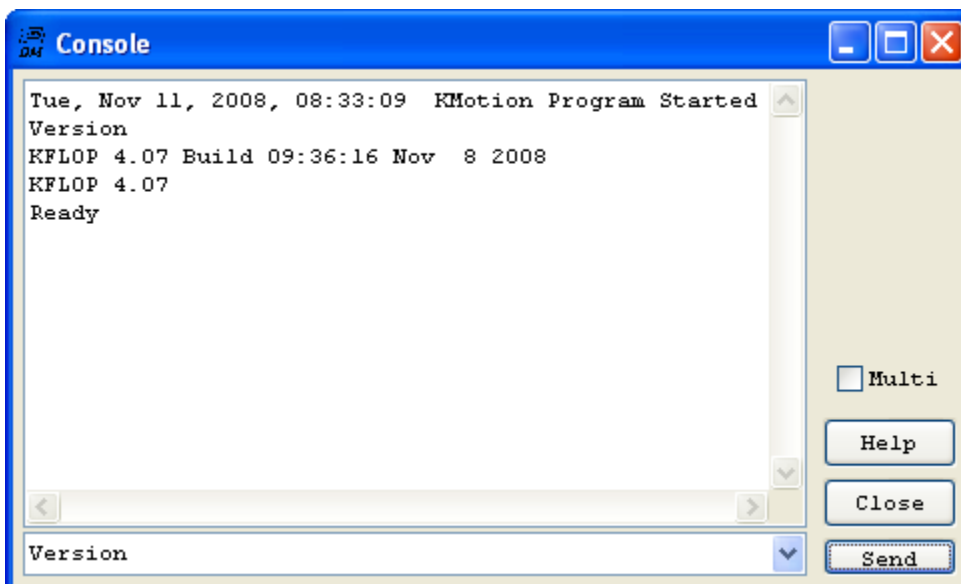 Console
Tue, Nov 11, 2008, 08:33:09  KMotion Program Started
Version
KFLOP 4.07 Build 09:36:16 Nov  8 2008
KFLOP 4.07
Ready
Multi
Help
Close
Version
Send